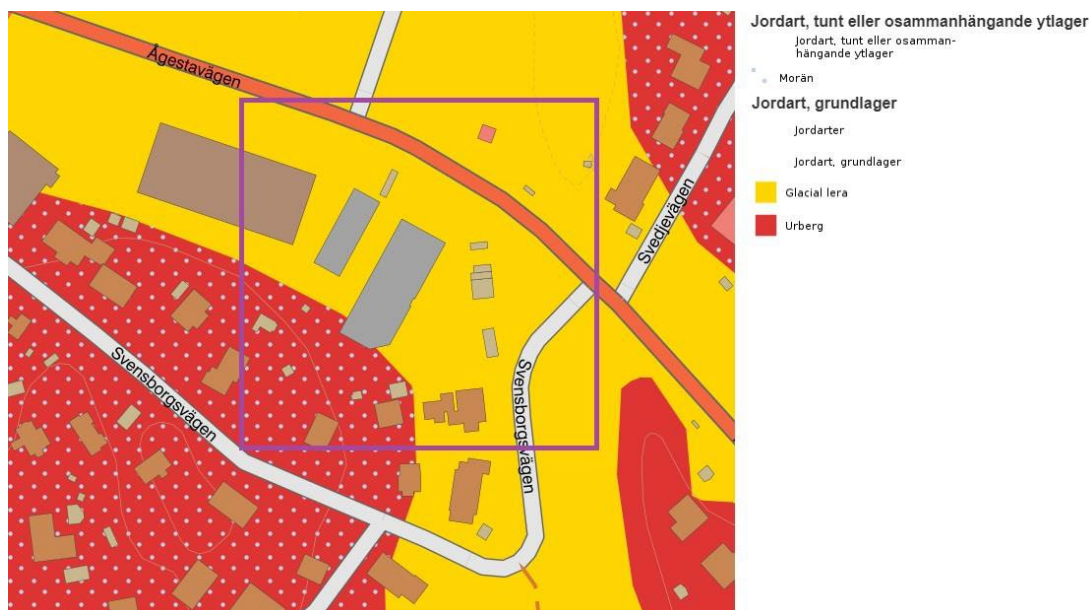 Ågestavägen
Svedjevägen
Svensborgsvägen
Svensborgsvägen
Jordart, tunt eller osammanhängande ytlager
Jordart, tunt eller osamman-
hängande ytlager
Morän
Jordart, grundlager
Jordarter
Jordart, grundlager
Glacial lera
Urberg